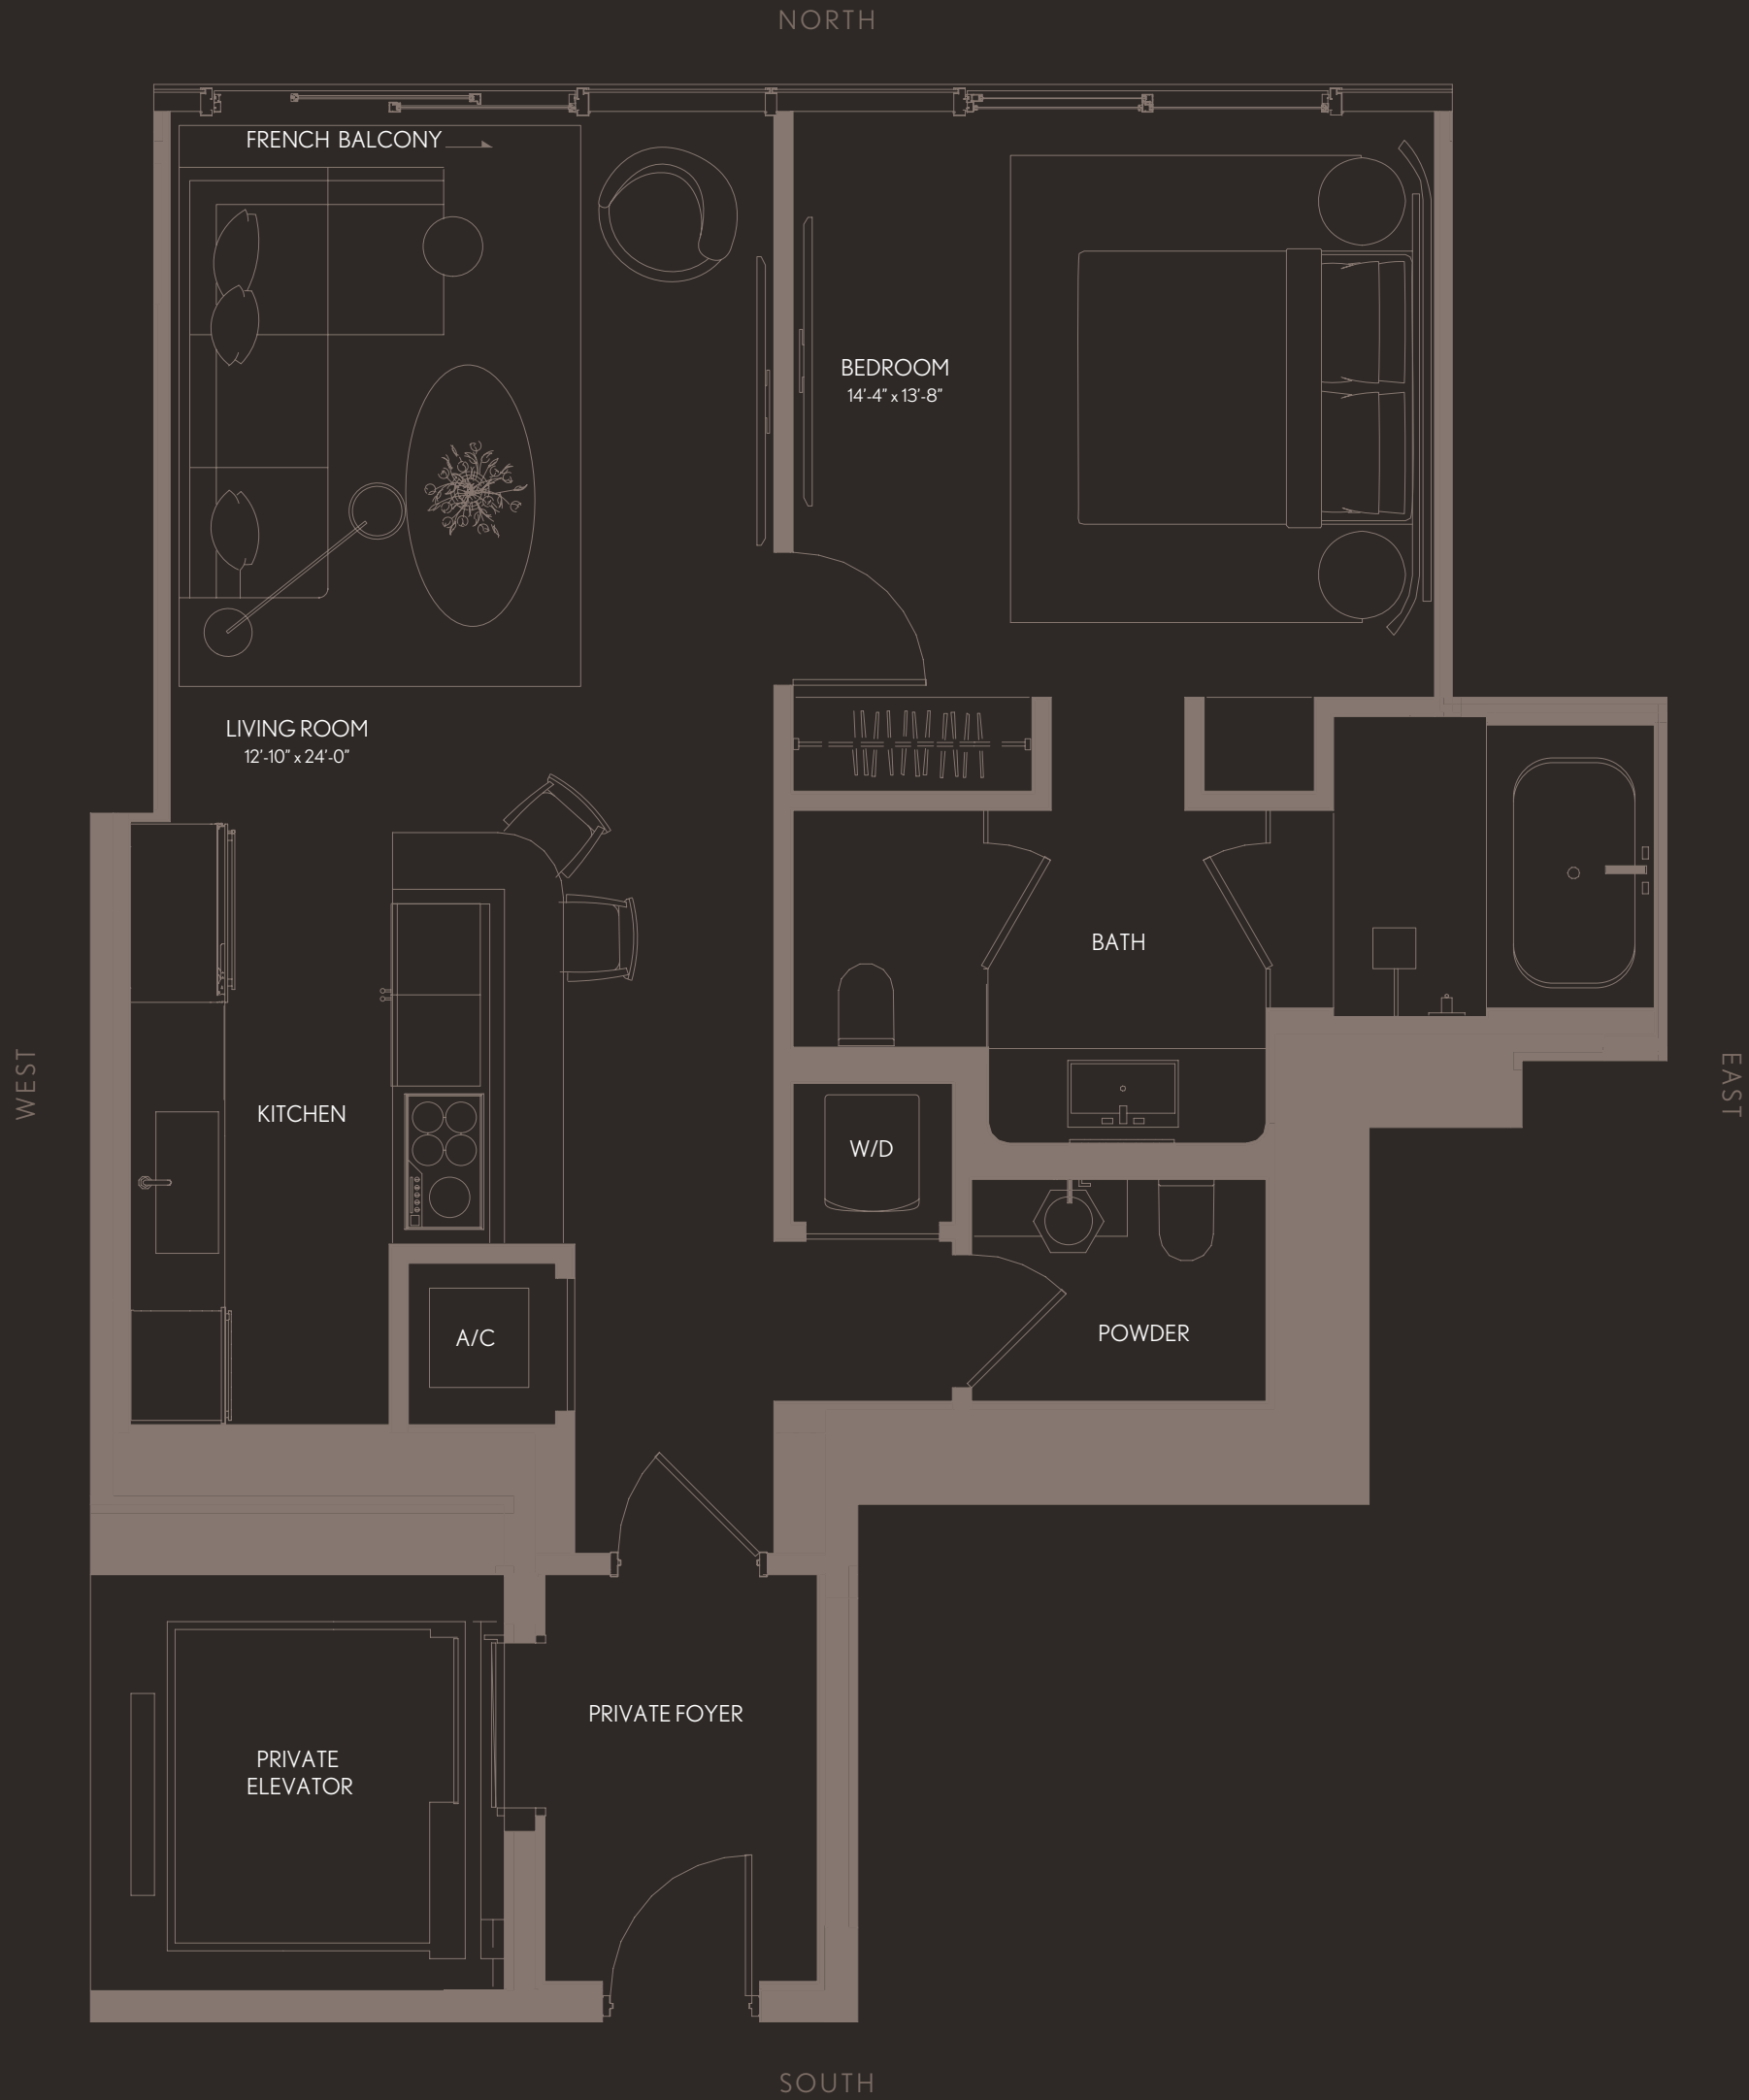 NORTH
FRENCH BALCONY
BEDROOM
14'-4" x 13'-8"
LIVING ROOM
12'-10" x 24'-0"
BATH
WEST
EAST
KITCHEN
W/D
A/C
POWDER
PRIVATE FOYER
PRIVATE
ELEVATOR
SOUTH